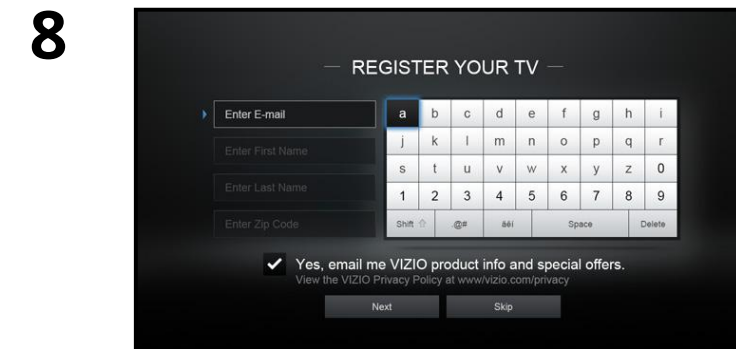 8
— REGISTER YOUR TV —
Enter E-mail
Enter First Name
Enter Last Name
Enter Zip Code
a b c d e f g h i
j k l m n o p q r
s t u v w x y z 0
1 2 3 4 5 6 7 8 9
Shift ⇧ .@# äêí Space Delete
Yes, email me VIZIO product info and special offers.
View the VIZIO Privacy Policy at www/vizio.com/privacy
Next Skip